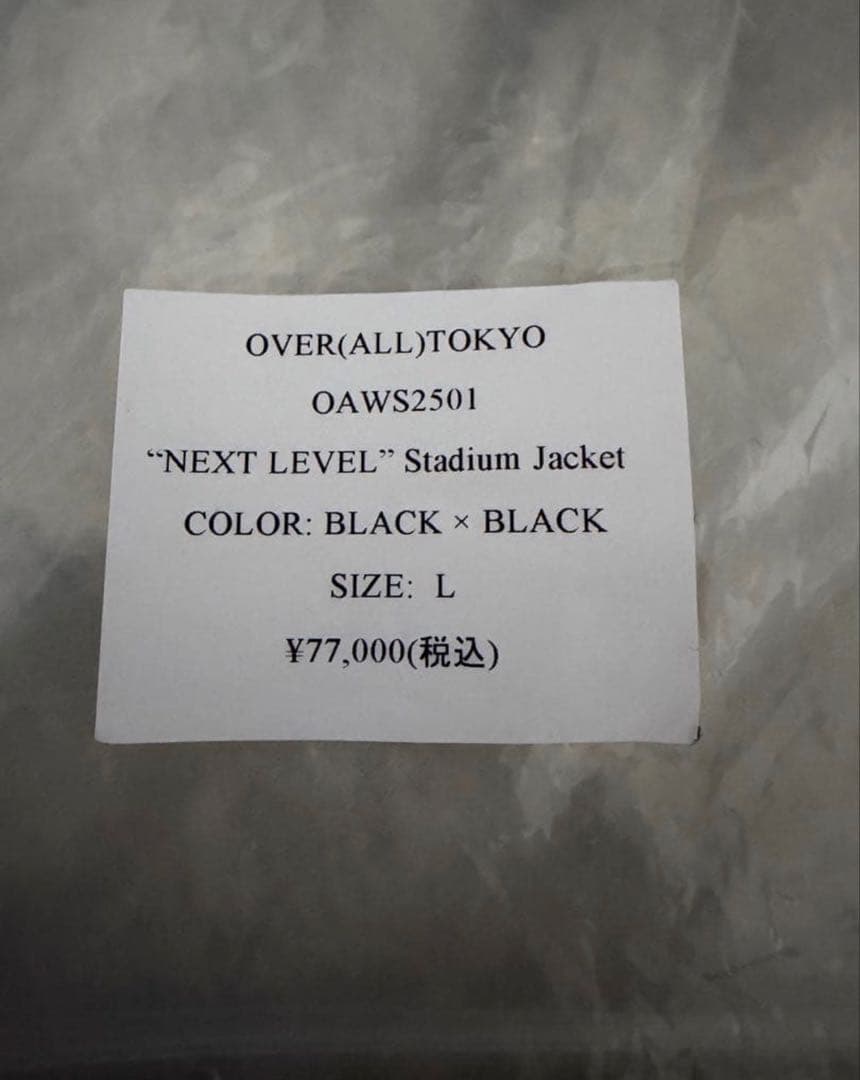 OVER(ALL)TOKYO
OAWS2501
“NEXT LEVEL” Stadium Jacket
COLOR: BLACK × BLACK
SIZE: L
¥77,000(税込)